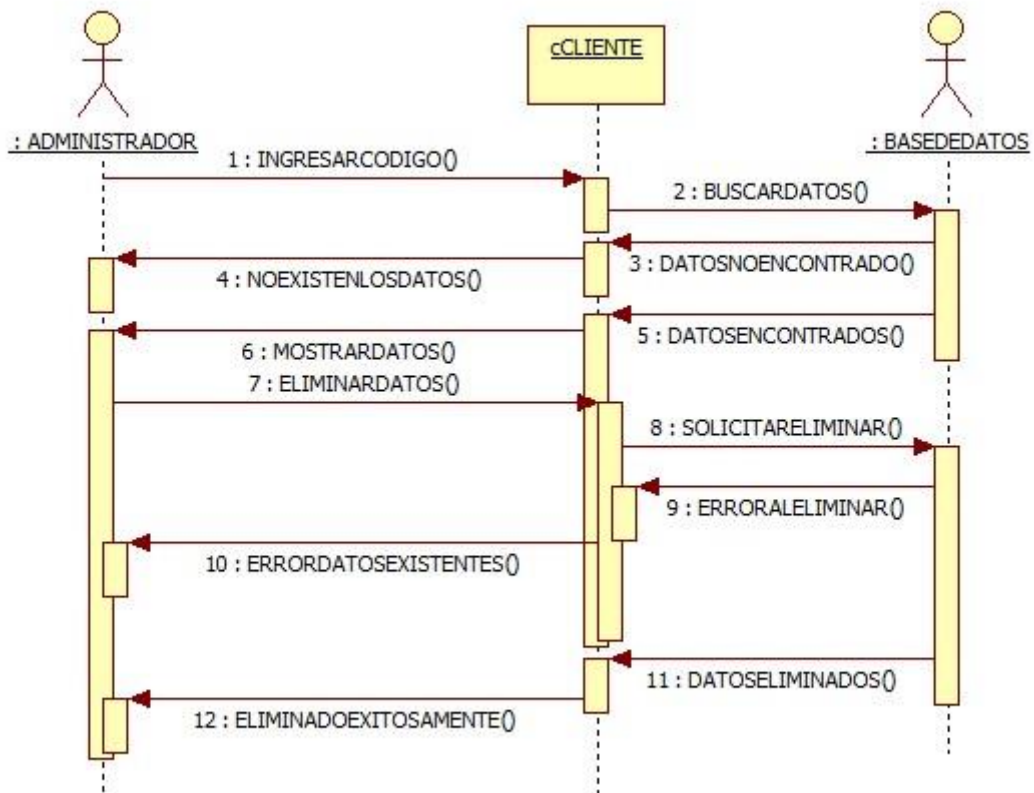 cCLIENTE
: ADMINISTRADOR
: BASEDEDATOS
1 : INGRESARCODIGO()
2 : BUSCARDATOS()
3 : DATOSNOENCONTRADO()
4 : NOEXISTENLOSDATOS()
5 : DATOSENCONTRADOS()
6 : MOSTRARDATOS()
7 : ELIMINARDATOS()
8 : SOLICITARELIMINAR()
9 : ERRORALELIMINAR()
10 : ERRORDATOSEXISTENTES()
11 : DATOSELIMINADOS()
12 : ELIMINADOEXITOSAMENTE()